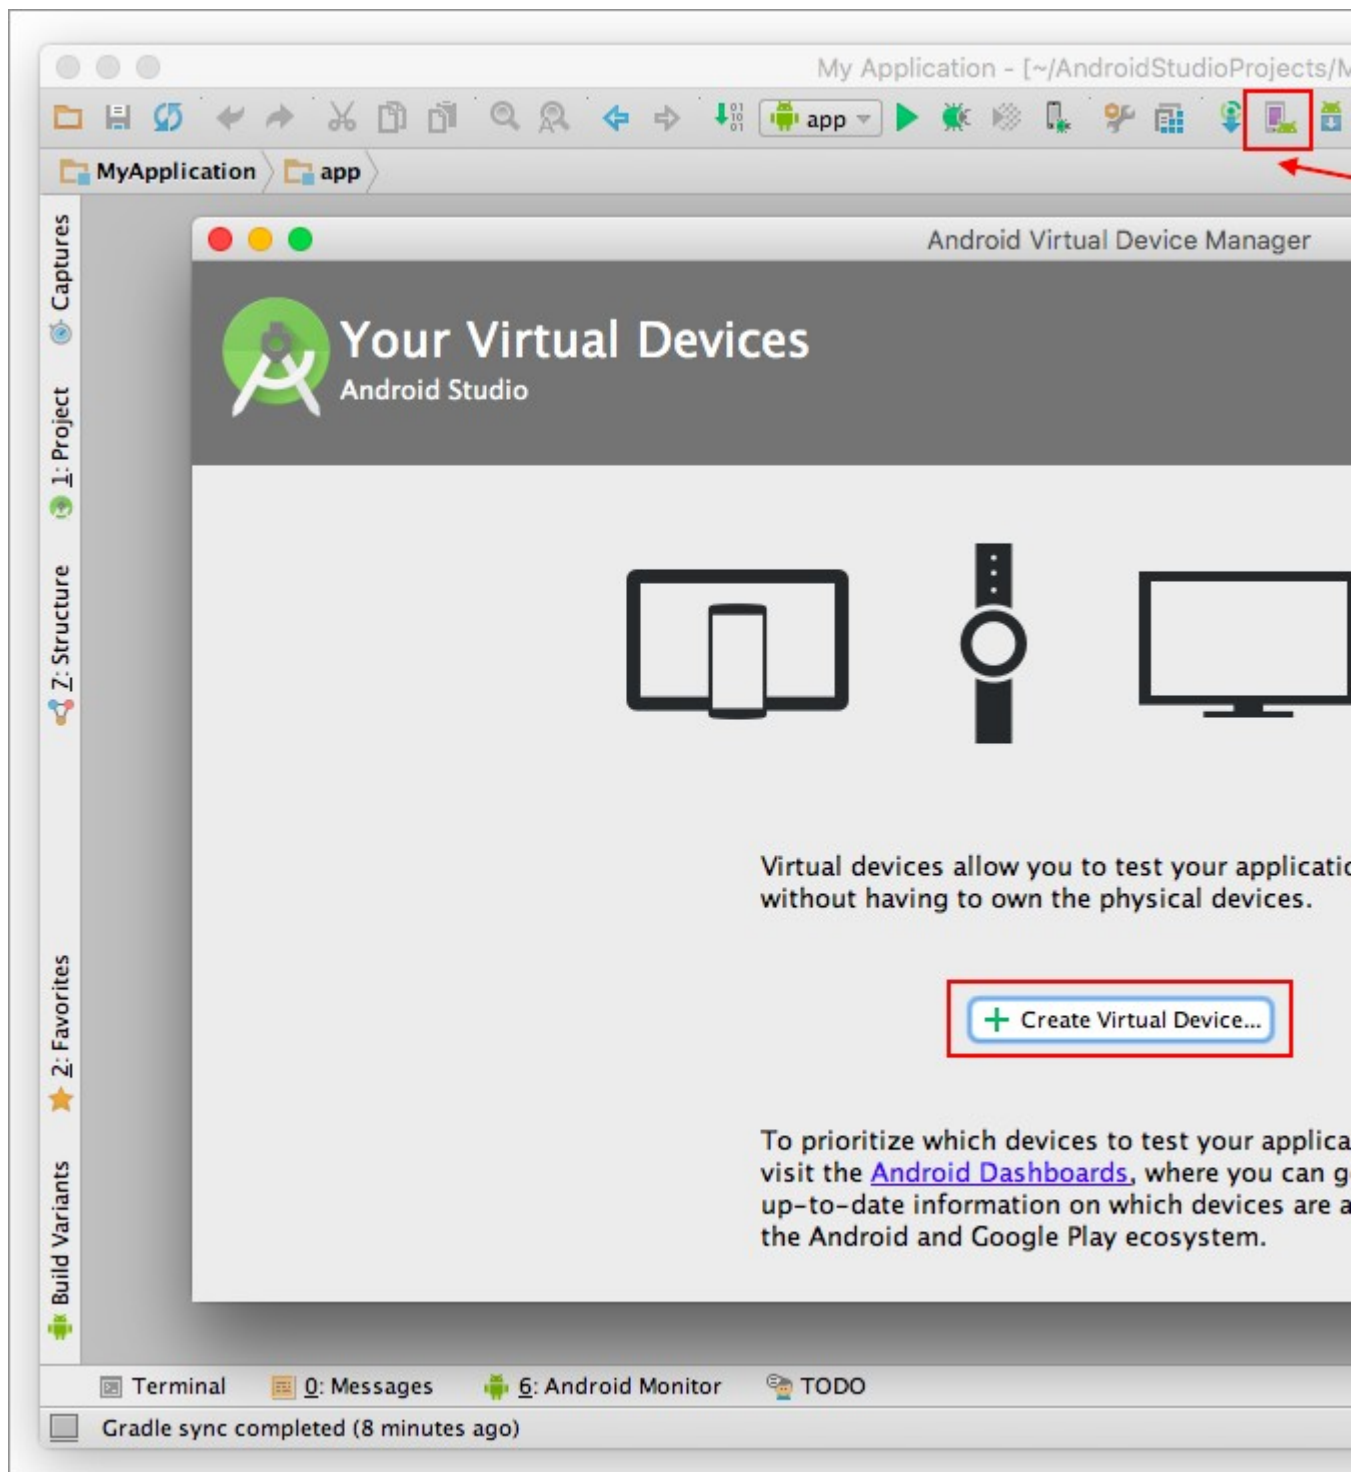 My Application - [~/AndroidStudioProjects/M
app
MyApplication app
Captures
1: Project
7: Structure
2: Favorites
Build Variants
Android Virtual Device Manager
Your Virtual Devices
Android Studio
Virtual devices allow you to test your applicatio
without having to own the physical devices.
Create Virtual Device...
To prioritize which devices to test your applica
visit the Android Dashboards, where you can g
up-to-date information on which devices are a
the Android and Google Play ecosystem.
Terminal 0: Messages 6: Android Monitor TODO
Gradle sync completed (8 minutes ago)